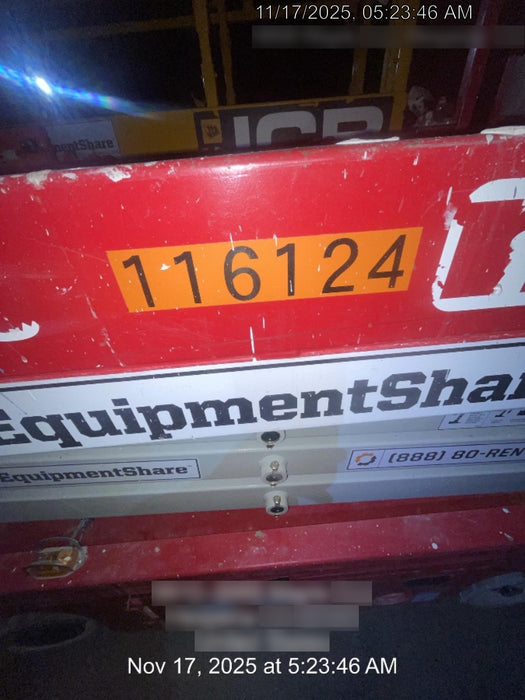 11/17/2025, 05:23:46 AM
JCB
116124
EquipmentShare
(888) 80-REN
Nov 17, 2025 at 5:23:46 AM